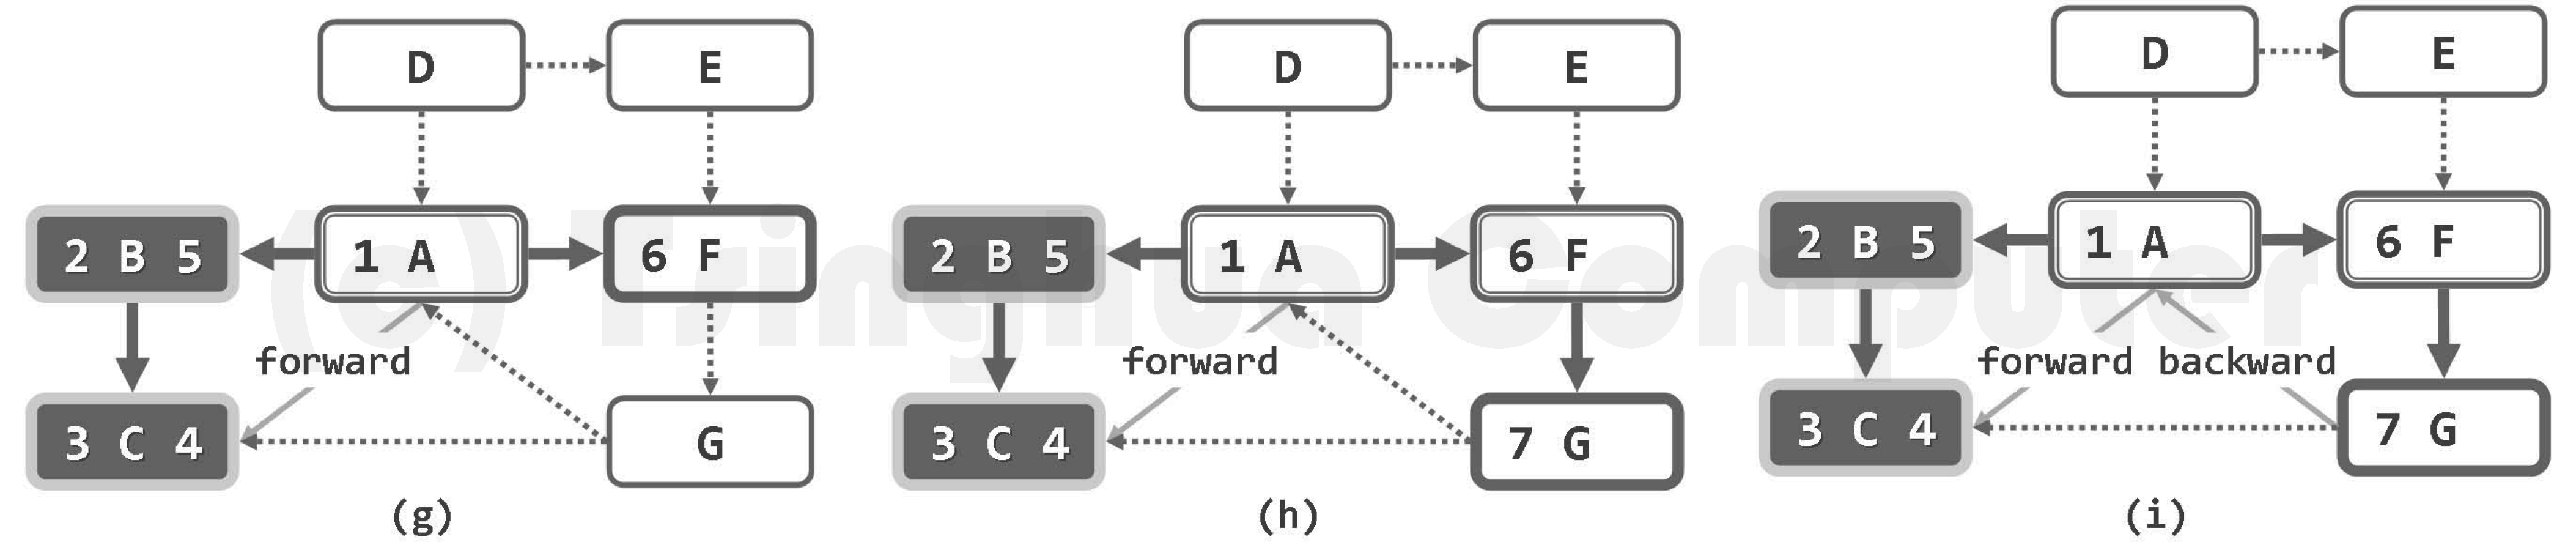 D E
2 B 5 1 A 6 F
forward
3 C 4 G
(g)
D E
2 B 5 1 A 6 F
forward
3 C 4 7 G
(h)
D E
2 B 5 1 A 6 F
forward backward
3 C 4 7 G
(i)
(c) Tsinghua Computer